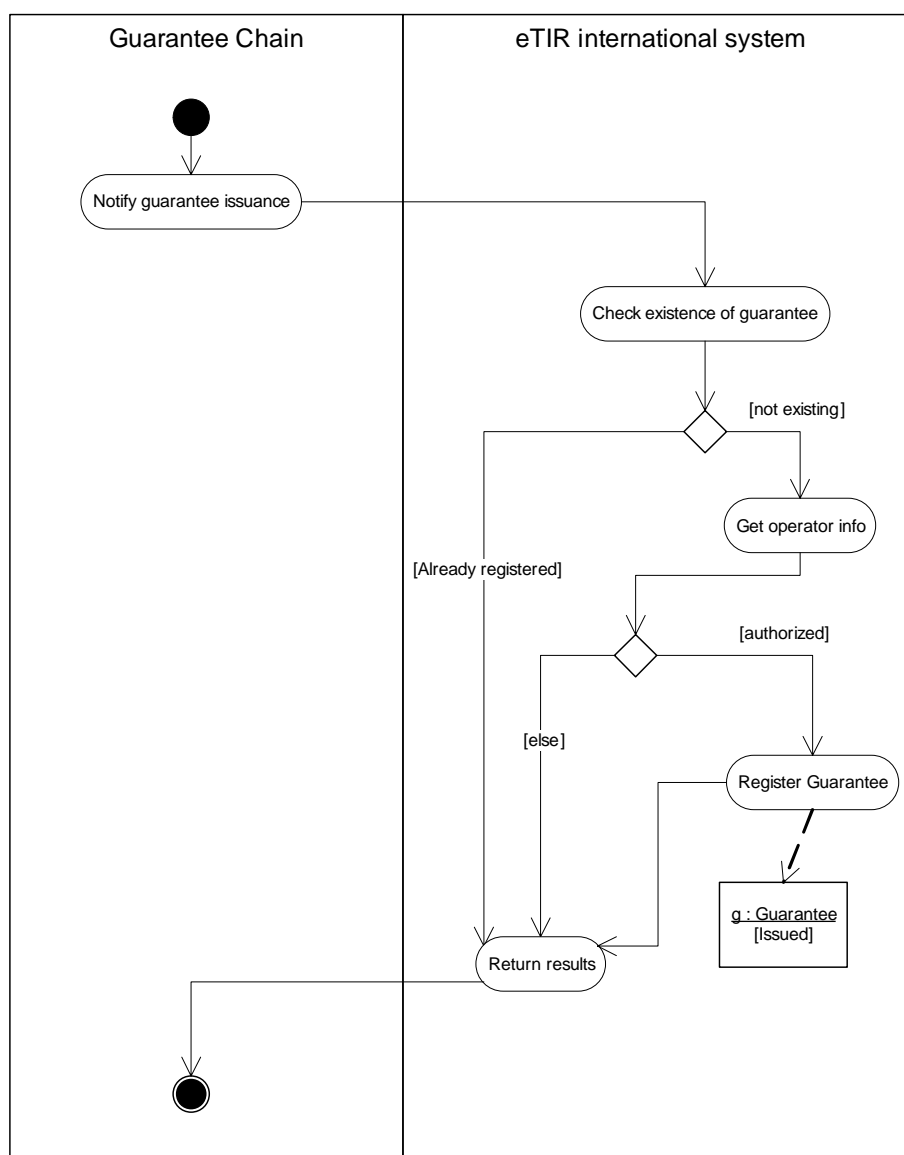 Guarantee Chain
eTIR international system
Notify guarantee issuance
Check existence of guarantee
[not existing]
Get operator info
[Already registered]
[authorized]
[else]
Register Guarantee
g : Guarantee
[Issued]
Return results